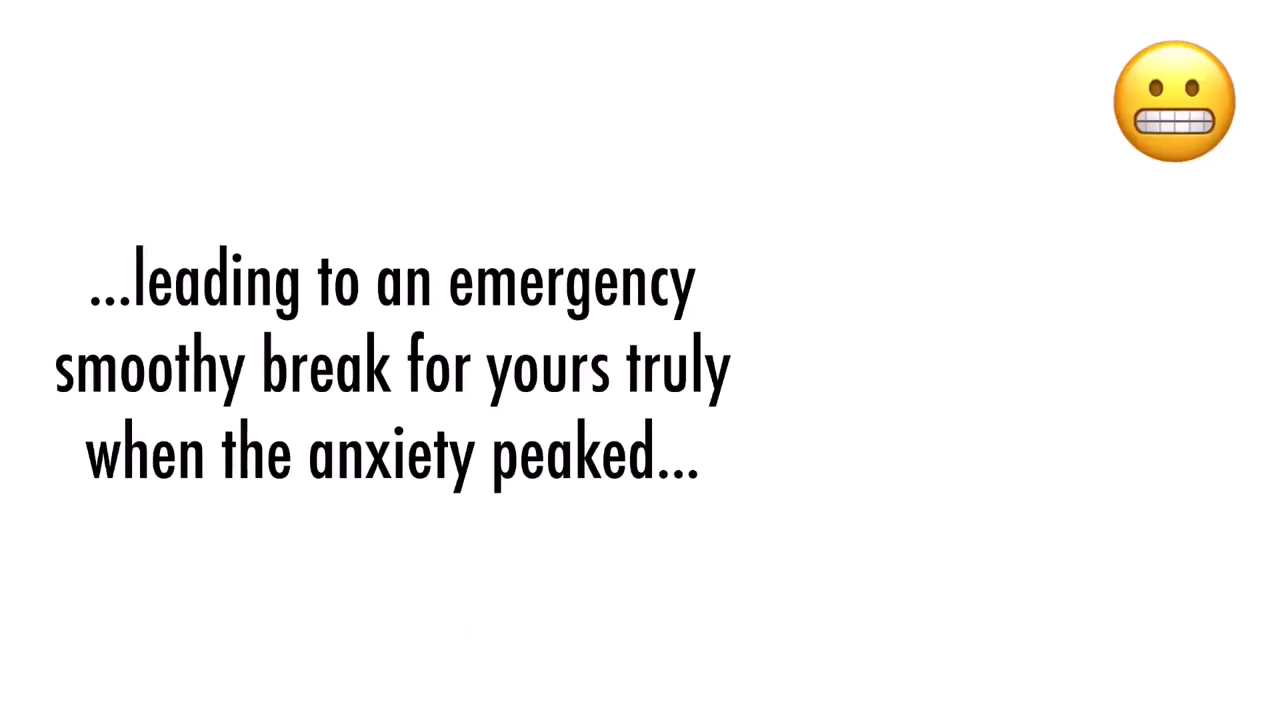 ...leading to an emergency
smoothy break for yours truly
when the anxiety peaked...